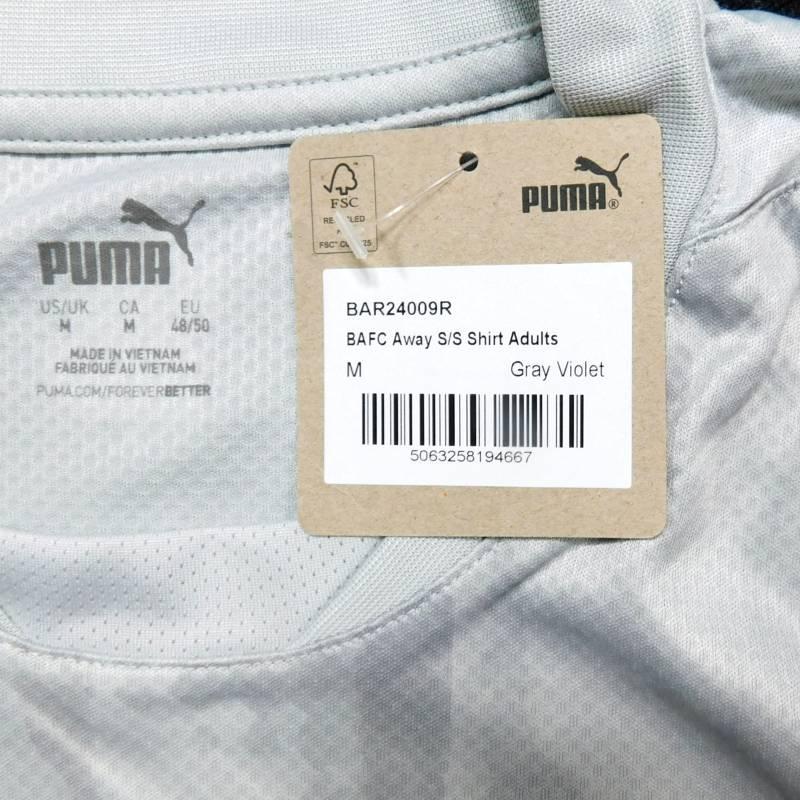 PUMA
US/UK CA EU
M M 48/50
MADE IN VIETNAM
FABRIQUÉ AU VIETNAM
PUMA.COM/FOREVERBETTER
FSC
PUMA®
BAR24009R
BAFC Away S/S Shirt Adults
M Gray Violet
5063258194667